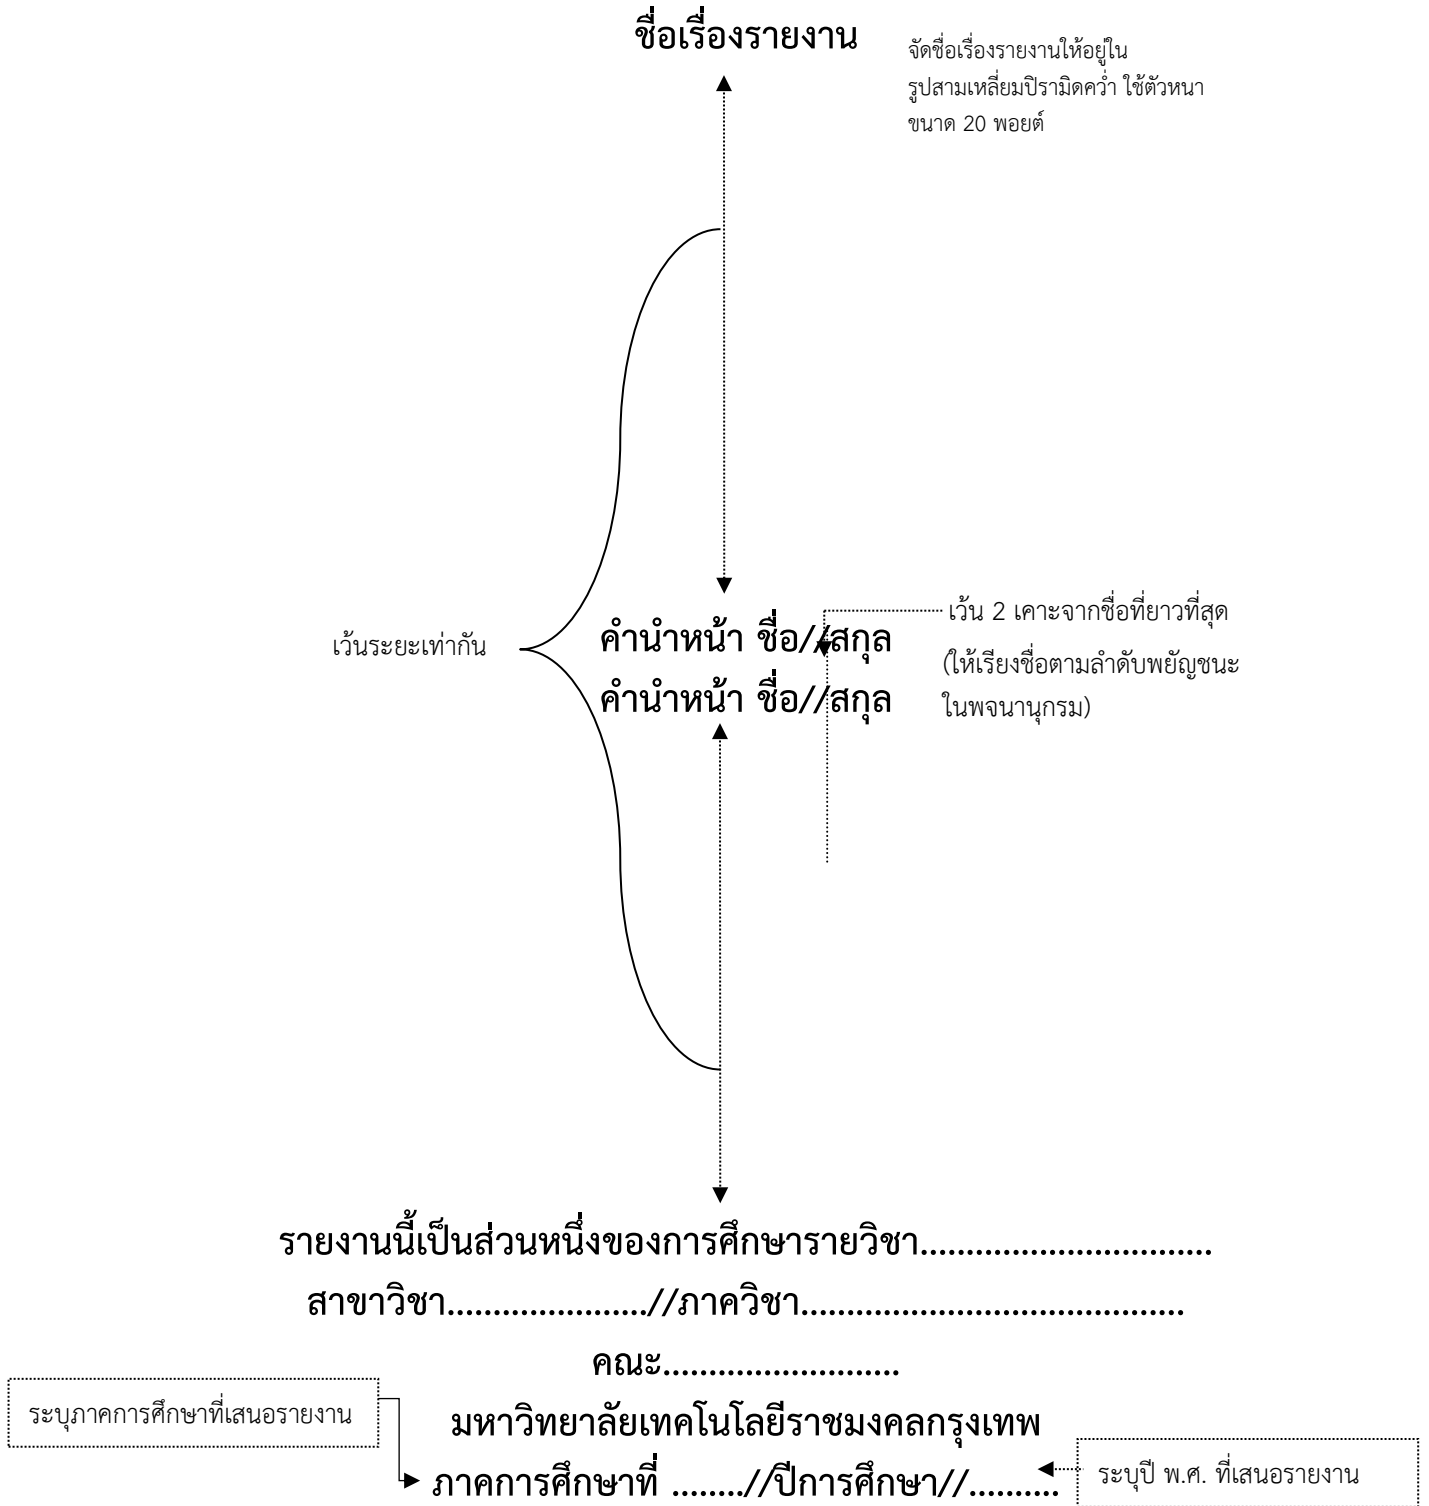 ชื่อเรื่องรายงาน
จัดชื่อเรื่องรายงานให้อยู่ใน
รูปสามเหลี่ยมปิรามิดคว่ำ ใช้ตัวหนา
ขนาด 20 พอยต์
เว้นระยะเท่ากัน
คำนำหน้า ชื่อ//สกุล
คำนำหน้า ชื่อ//สกุล
เว้น 2 เคาะจากชื่อที่ยาวที่สุด
(ให้เรียงชื่อตามลำดับพยัญชนะ
ในพจนานุกรม)
รายงานนี้เป็นส่วนหนึ่งของการศึกษารายวิชา................................
สาขาวิชา......................//ภาควิชา..........................................
คณะ..........................
มหาวิทยาลัยเทคโนโลยีราชมงคลกรุงเทพ
ระบุภาคการศึกษาที่เสนอรายงาน
ภาคการศึกษาที่ ........//ปีการศึกษา//..........
ระบุปี พ.ศ. ที่เสนอรายงาน